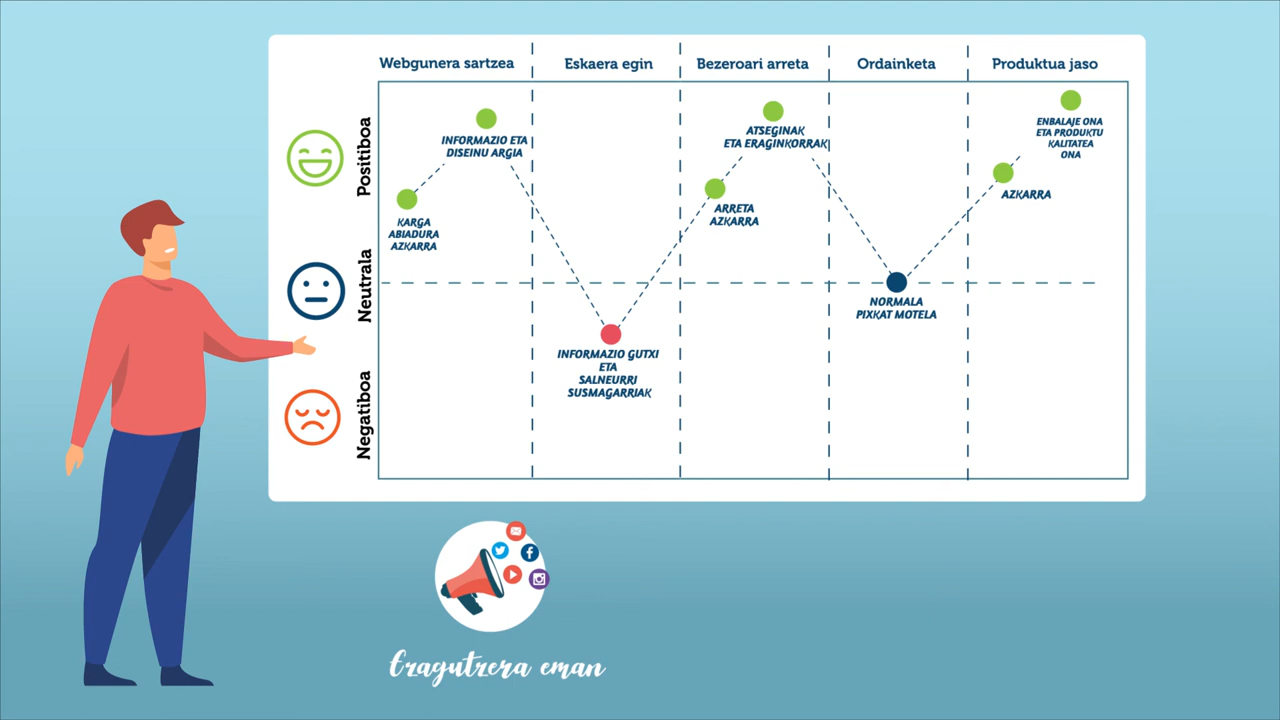 Webgunera sartzea
Eskaera egin
Bezeroari arreta
Ordainketa
Produktua jaso
Positiboa
Neutrala
Negatiboa
KARGA
ABIADURA
AZKARRA
INFORMAZIO ETA
DISEINU ARGIA
INFORMAZIO GUTXI
ETA
SALNEURRI
SUSMAGARRIAK
ARRETA
AZKARRA
ATSEGINAK
ETA ERAGINKORRAK
NORMALA
PIXKAT MOTELA
AZKARRA
ENBALAJE ONA
ETA PRODUKTU
KALITATEA
ONA
Ezagutzera eman